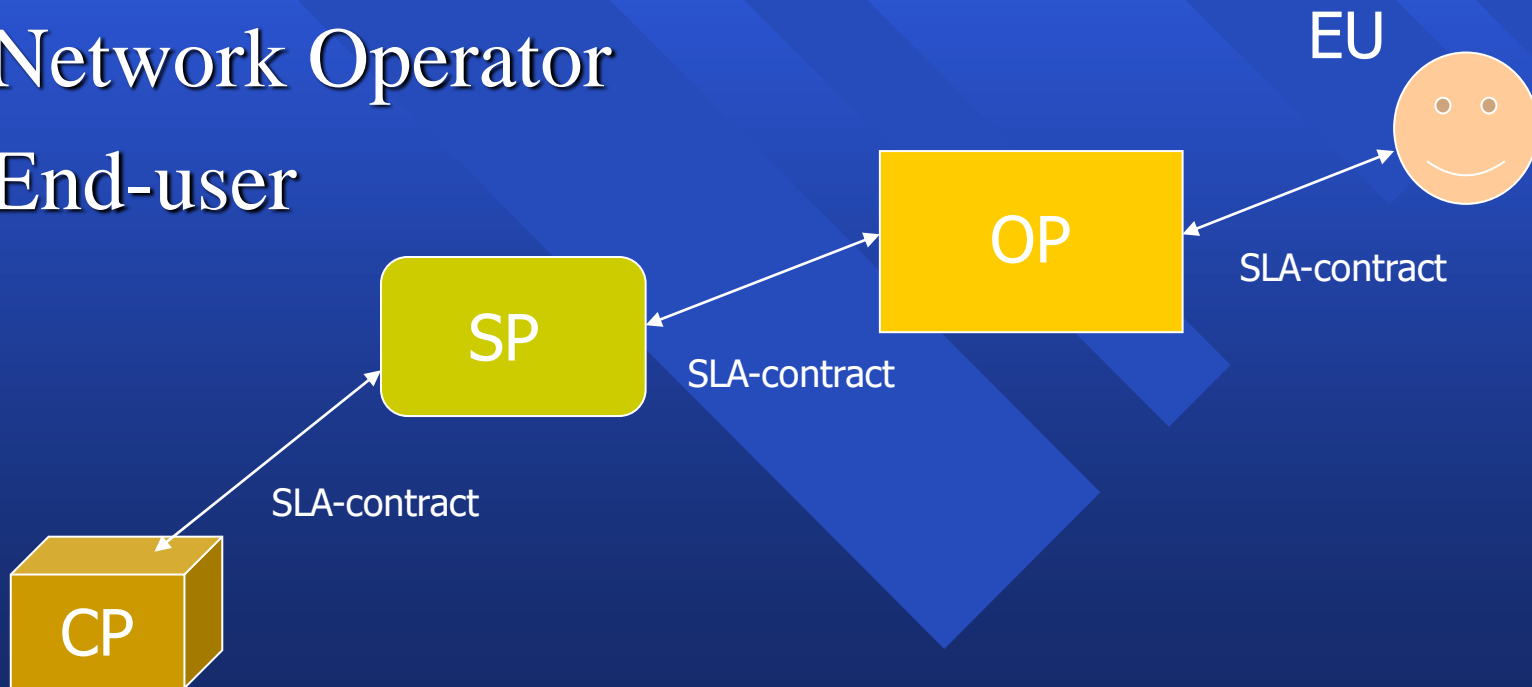 Network Operator
End-user
EU
OP
SLA-contract
SP
SLA-contract
SLA-contract
CP